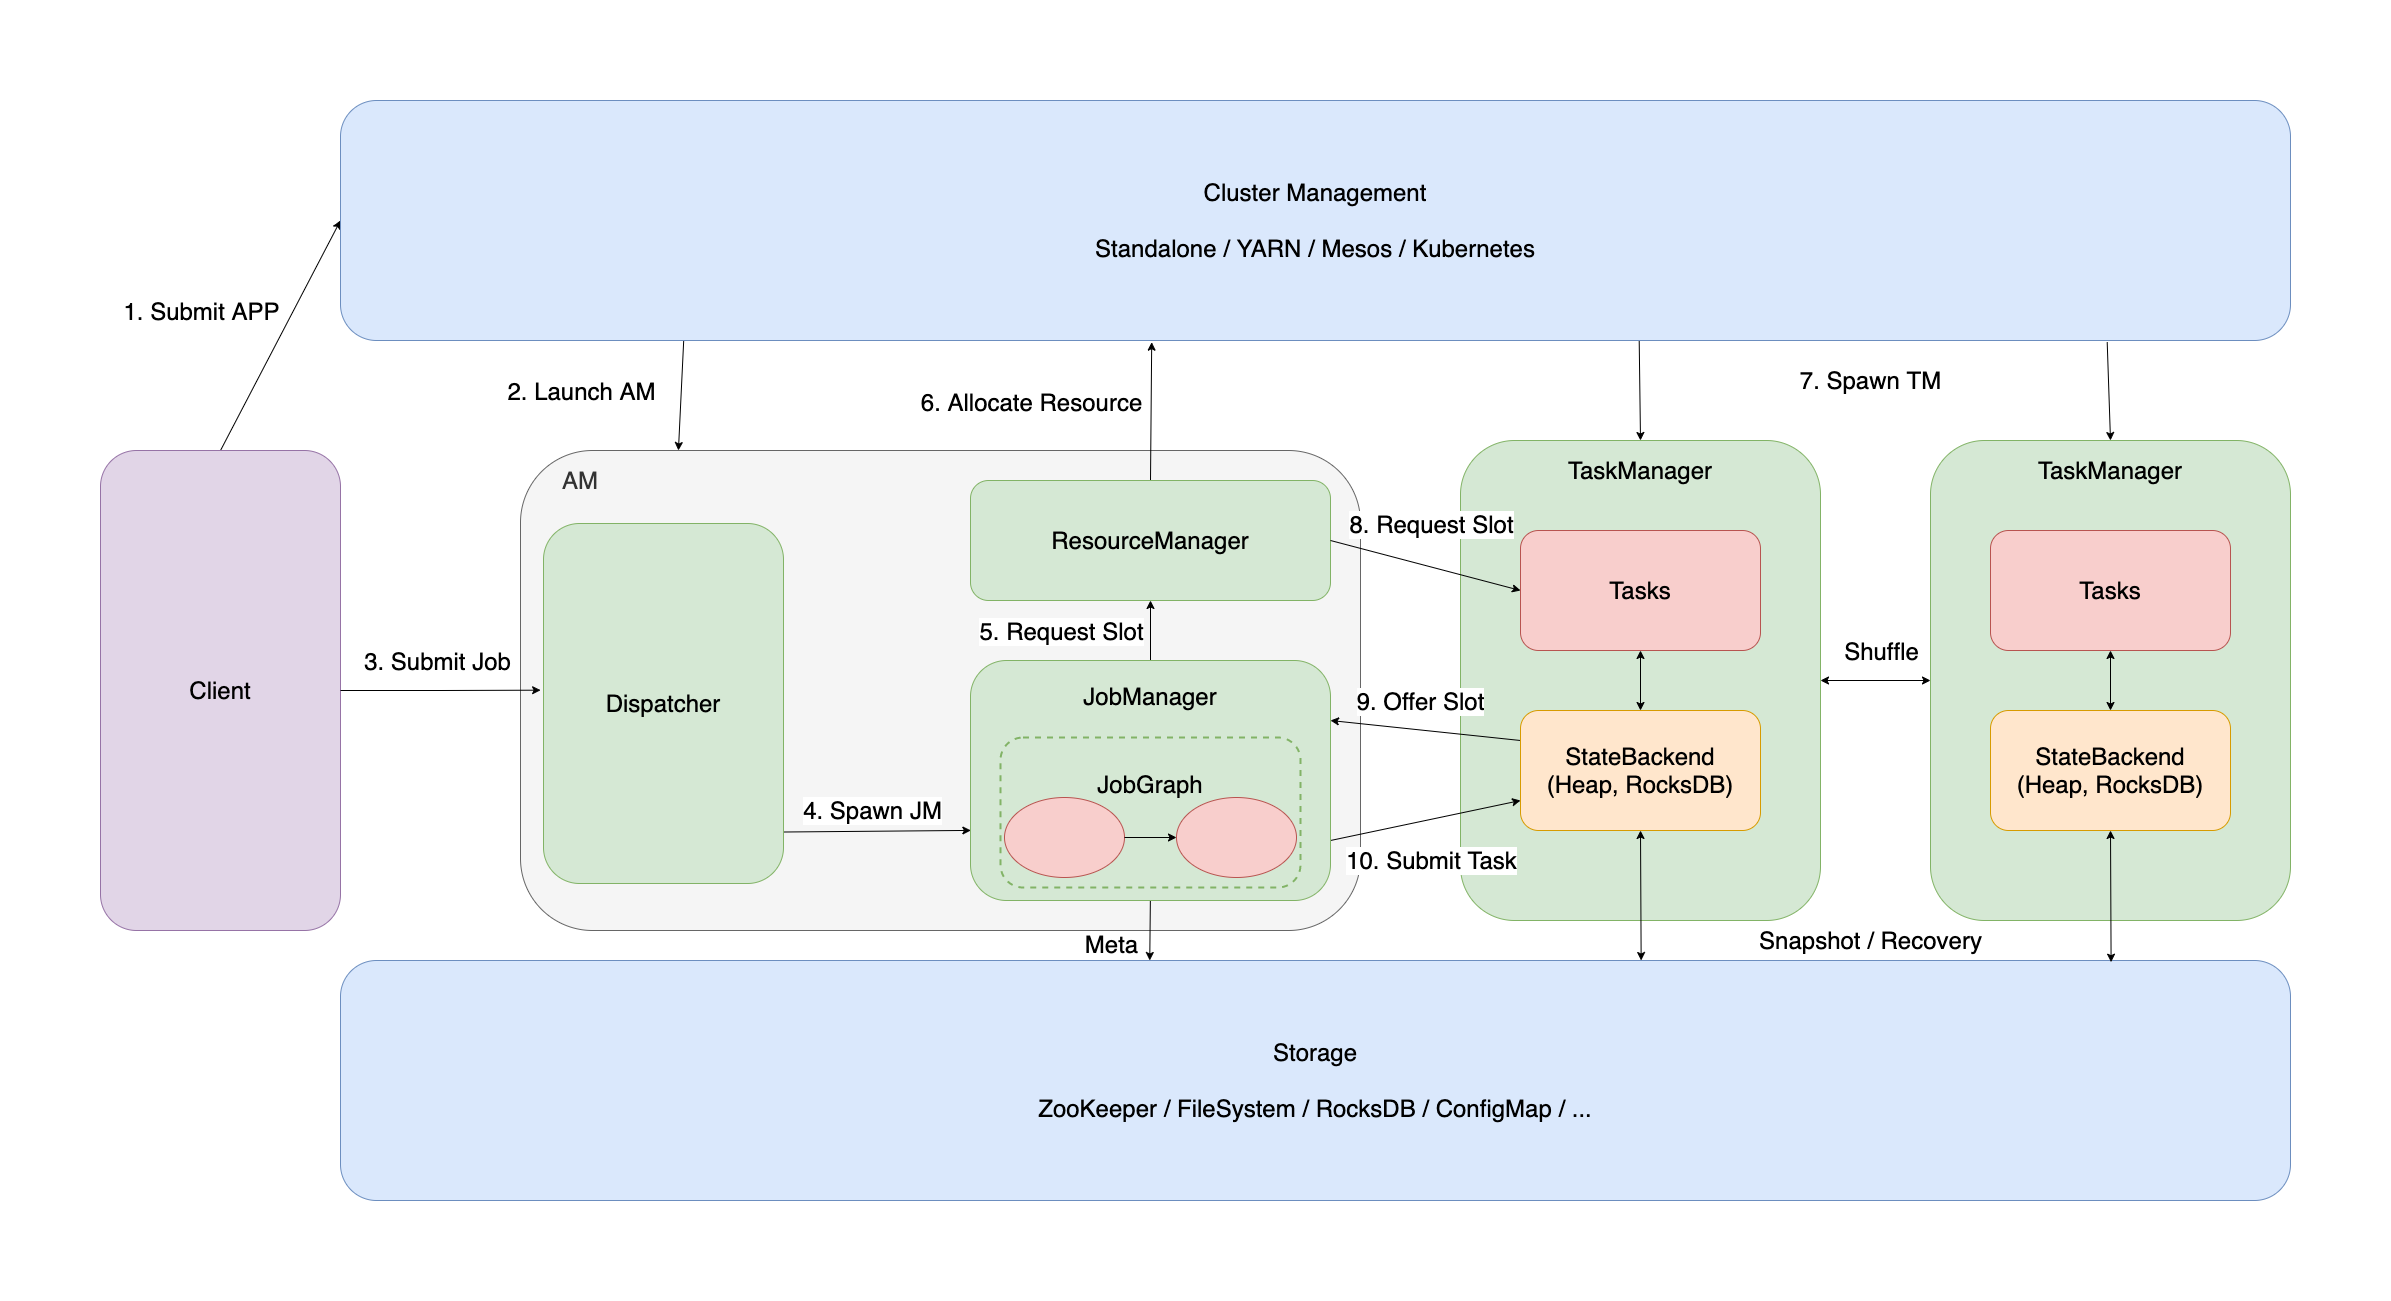 Cluster Management
Standalone / YARN / Mesos / Kubernetes
1. Submit APP
2. Launch AM
6. Allocate Resource
7. Spawn TM
Client
3. Submit Job
AM
Dispatcher
4. Spawn JM
ResourceManager
5. Request Slot
JobManager
JobGraph
8. Request Slot
9. Offer Slot
10. Submit Task
TaskManager
Tasks
StateBackend
(Heap, RocksDB)
Shuffle
TaskManager
Tasks
StateBackend
(Heap, RocksDB)
Meta
Snapshot / Recovery
Storage
ZooKeeper / FileSystem / RocksDB / ConfigMap / ...